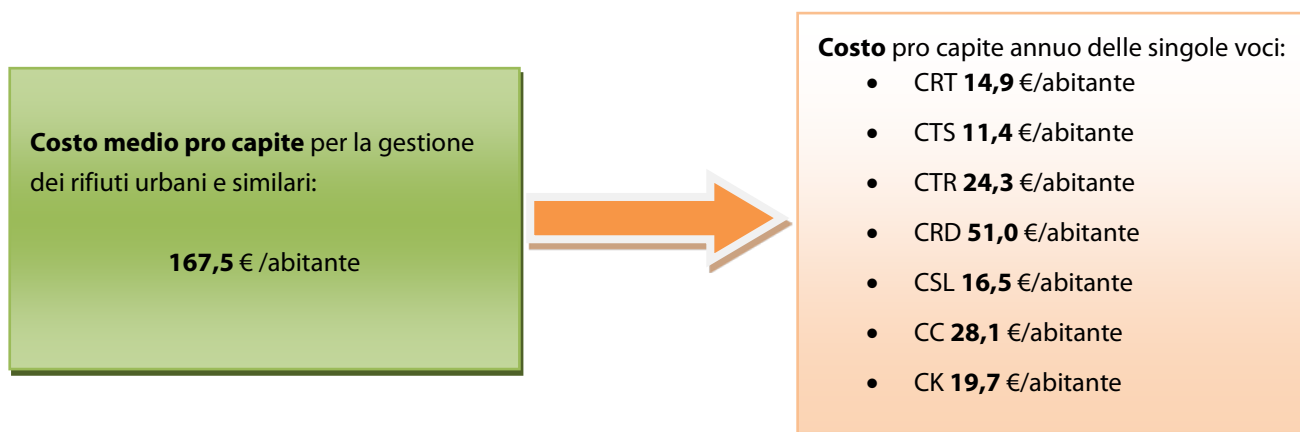 Costo medio pro capite per la gestione
dei rifiuti urbani e similari:
167,5 € /abitante
Costo pro capite annuo delle singole voci:
• CRT 14,9 €/abitante
• CTS 11,4 €/abitante
• CTR 24,3 €/abitante
• CRD 51,0 €/abitante
• CSL 16,5 €/abitante
• CC 28,1 €/abitante
• CK 19,7 €/abitante